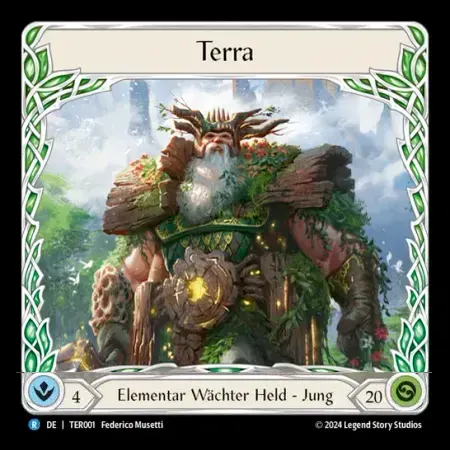 Terra
4 Elementar Wächter Held - Jung 20
R DE | TER001 Federico Musetti © 2024 Legend Story Studios